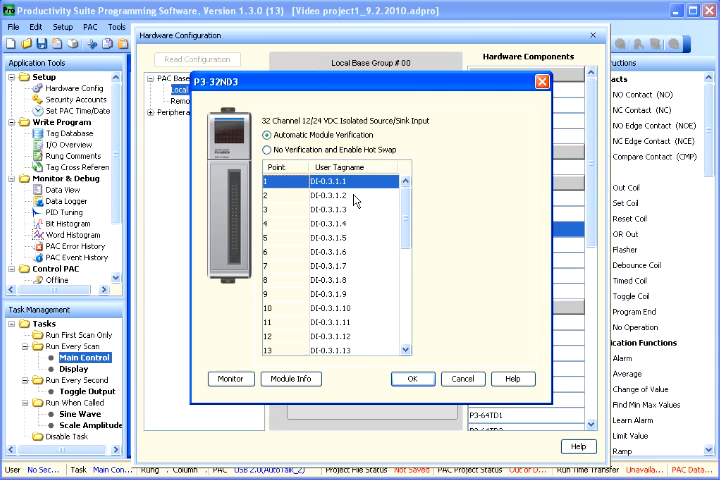 Productivity Suite Programming Software, Version 1.3.0 (13) [Video project1_9.2.2010.adpro]
File Edit Setup PAC Tools
Application Tools
Setup
Hardware Config
Security Accounts
Set PAC Time/Date
Write Program
Tag Database
I/O Overview
Rung Comments
Tag Cross Referen
Monitor & Debug
Data View
Data Logger
PID Tuning
Bit Histogram
Word Histogram
PAC Error History
PAC Event History
Control PAC
Offline
Task Management
Tasks
Run First Scan Only
Run Every Scan
Main Control
Display
Run Every Second
Toggle Output
Run When Called
Sine Wave
Scale Amplitude
Disable Task
Hardware Configuration
Read Configuration
Local Base Group # 00
Hardware Components
PAC Base
Local
Remo
Periphera
P3-32ND3
32 Channel 12/24 VDC Isolated Source/Sink Input
Automatic Module Verification
No Verification and Enable Hot Swap
Point User Tagname
1 DI-0.3.1.1
2 DI-0.3.1.2
3 DI-0.3.1.3
4 DI-0.3.1.4
5 DI-0.3.1.5
6 DI-0.3.1.6
7 DI-0.3.1.7
8 DI-0.3.1.8
9 DI-0.3.1.9
10 DI-0.3.1.10
11 DI-0.3.1.11
12 DI-0.3.1.12
13 DI-0.3.1.13
Monitor Module Info OK Cancel Help
P3-64TD1
Help
uctions
acts
NO Contact (NO)
NC Contact (NC)
NO Edge Contact (NOE)
NC Edge Contact (NCE)
Compare Contact (CMP)
Out Coil
Set Coil
Reset Coil
OR Out
Flasher
Debounce Coil
Timed Coil
Toggle Coil
Program End
No Operation
ication Functions
Alarm
Average
Change of Value
Find Min Max Values
Learn Alarm
Limit Value
Ramp
User No Sec... Task Main Con... Rung . Column . PAC USB 2.0(AutoTalk_2) Project File Status Not Saved PAC Project Status Out of D... Run Time Transfer Unavaila... PAC Data...